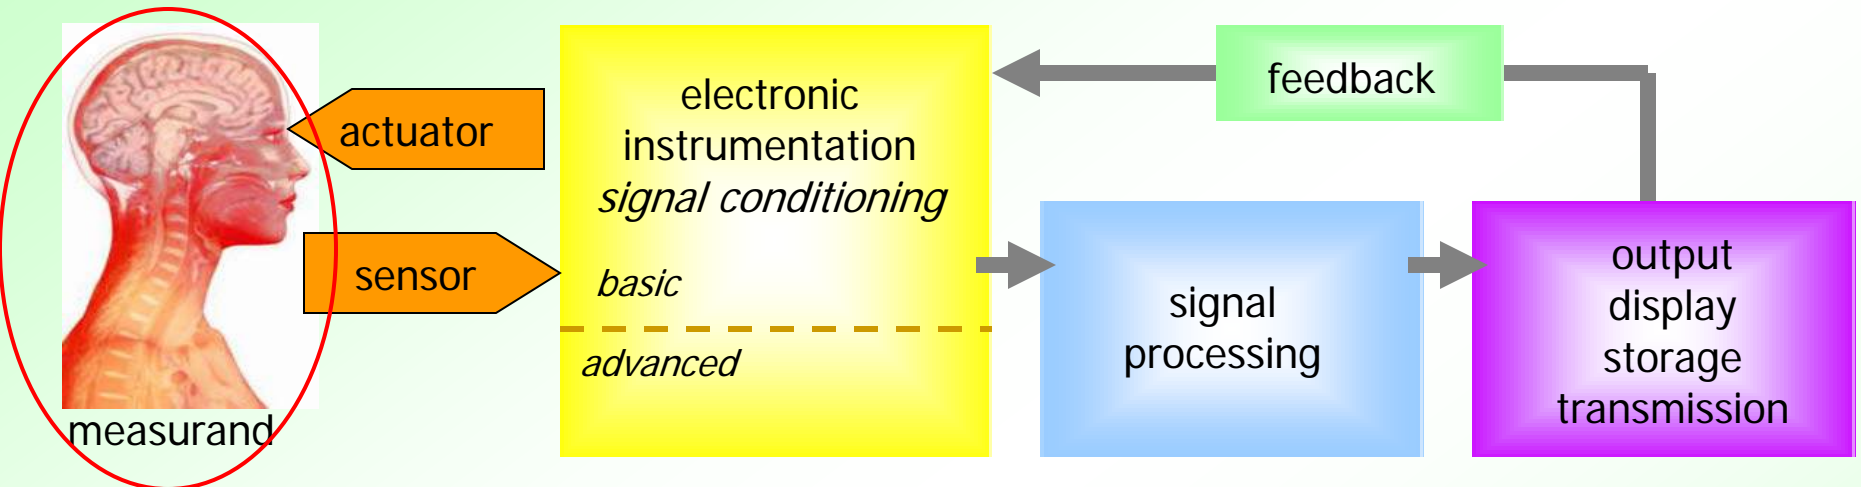 measurand
actuator
sensor
electronic
instrumentation
signal conditioning
basic
advanced
feedback
signal
processing
output
display
storage
transmission